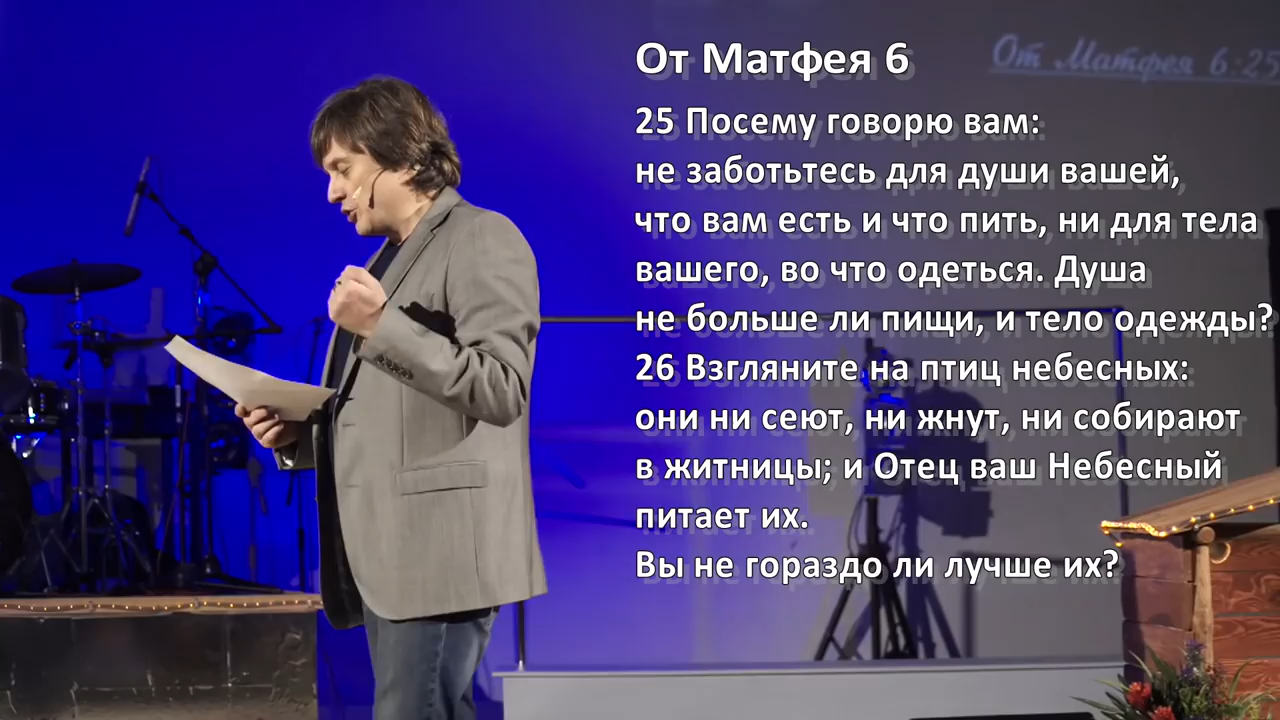 От Матфея 6
От Матфея 6:25
25 Посему говорю вам:
не заботьтесь для души вашей,
что вам есть и что пить, ни для тела
вашего, во что одеться. Душа
не больше ли пищи, и тело одежды?
26 Взгляните на птиц небесных:
они ни сеют, ни жнут, ни собирают
в житницы; и Отец ваш Небесный
питает их.
Вы не гораздо ли лучше их?